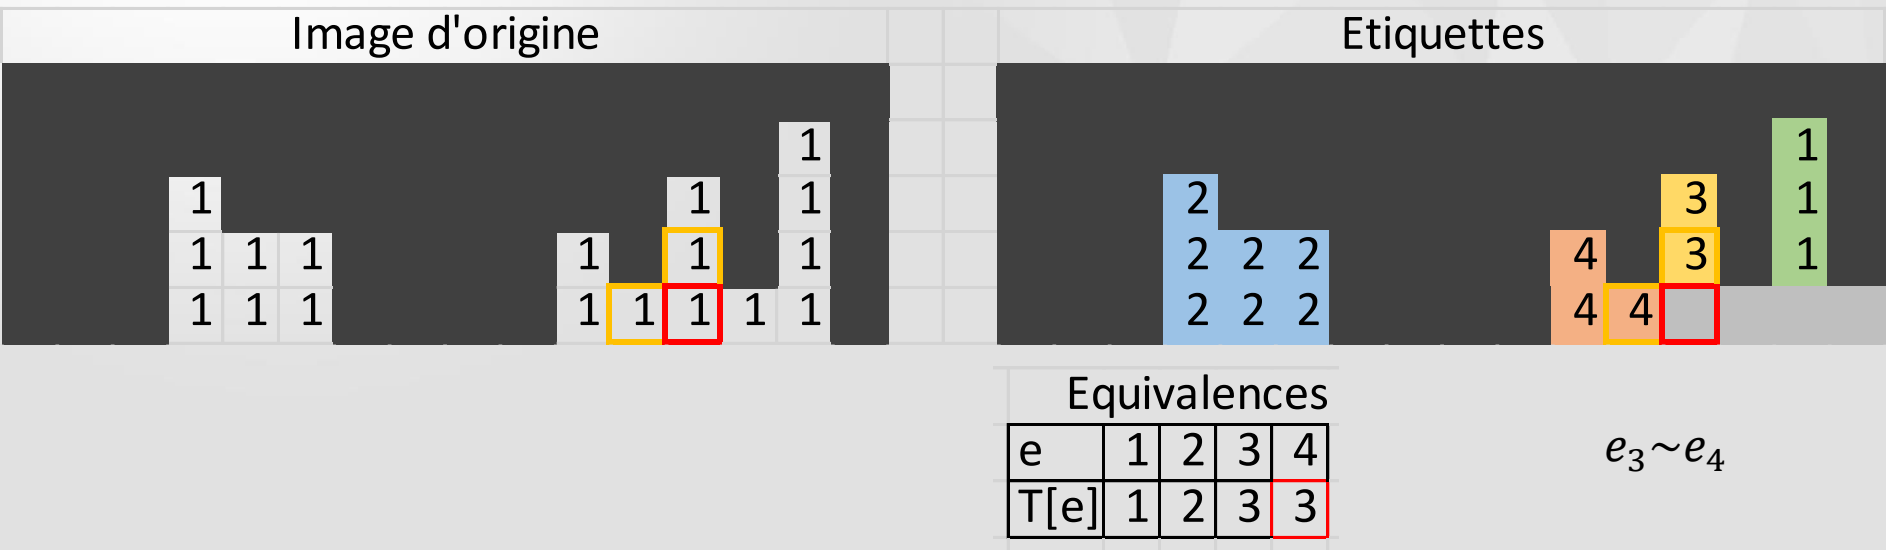 Image d'origine Etiquettes
1 1
1 1 1 2 3 1
1 1 1 1 1 1 2 2 2 4 3 1
1 1 1 1 1 1 1 1 2 2 2 4 4
Equivalences
e 1 2 3 4
T[e] 1 2 3 3
e₃~e₄